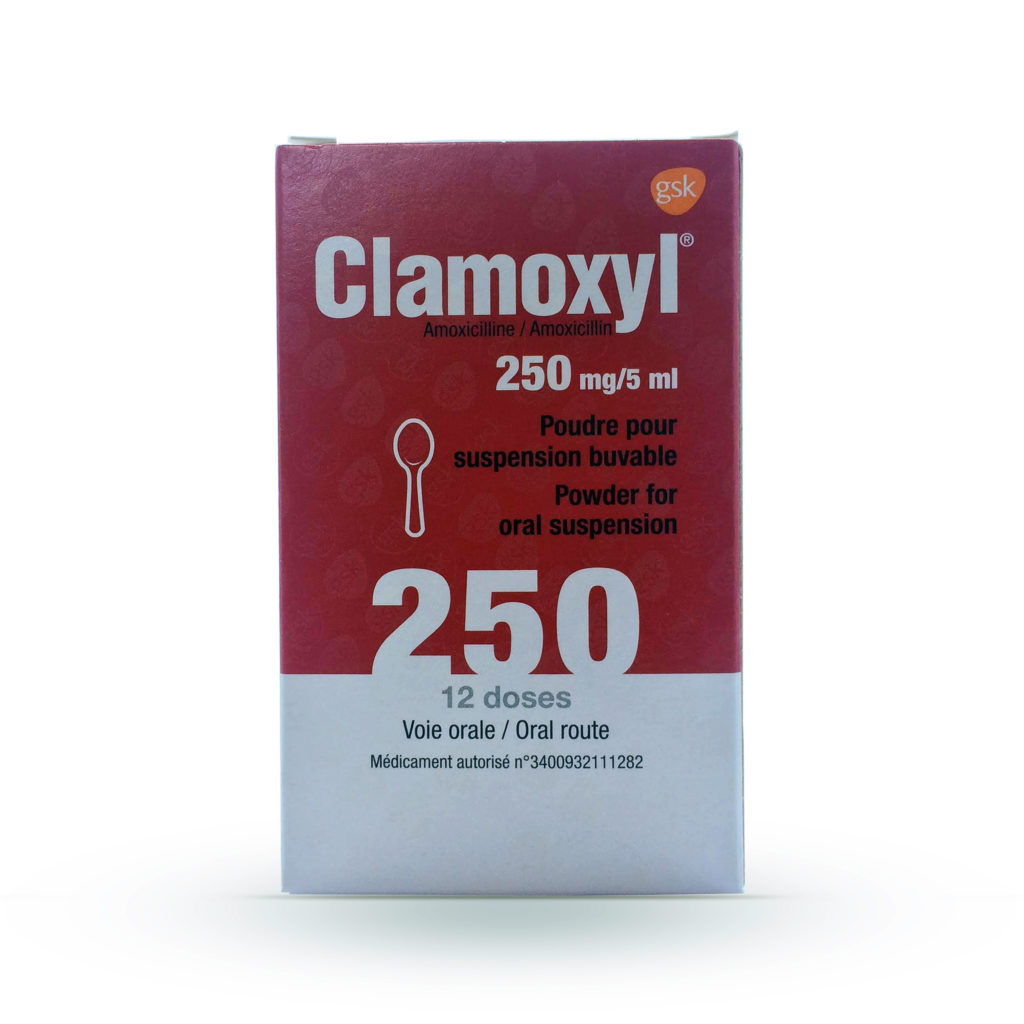 gsk
Clamoxyl®
Amoxicilline / Amoxicillin
250 mg/5 ml
Poudre pour
suspension buvable
Powder for
oral suspension
250
12 doses
Voie orale / Oral route
Médicament autorisé n°3400932111282